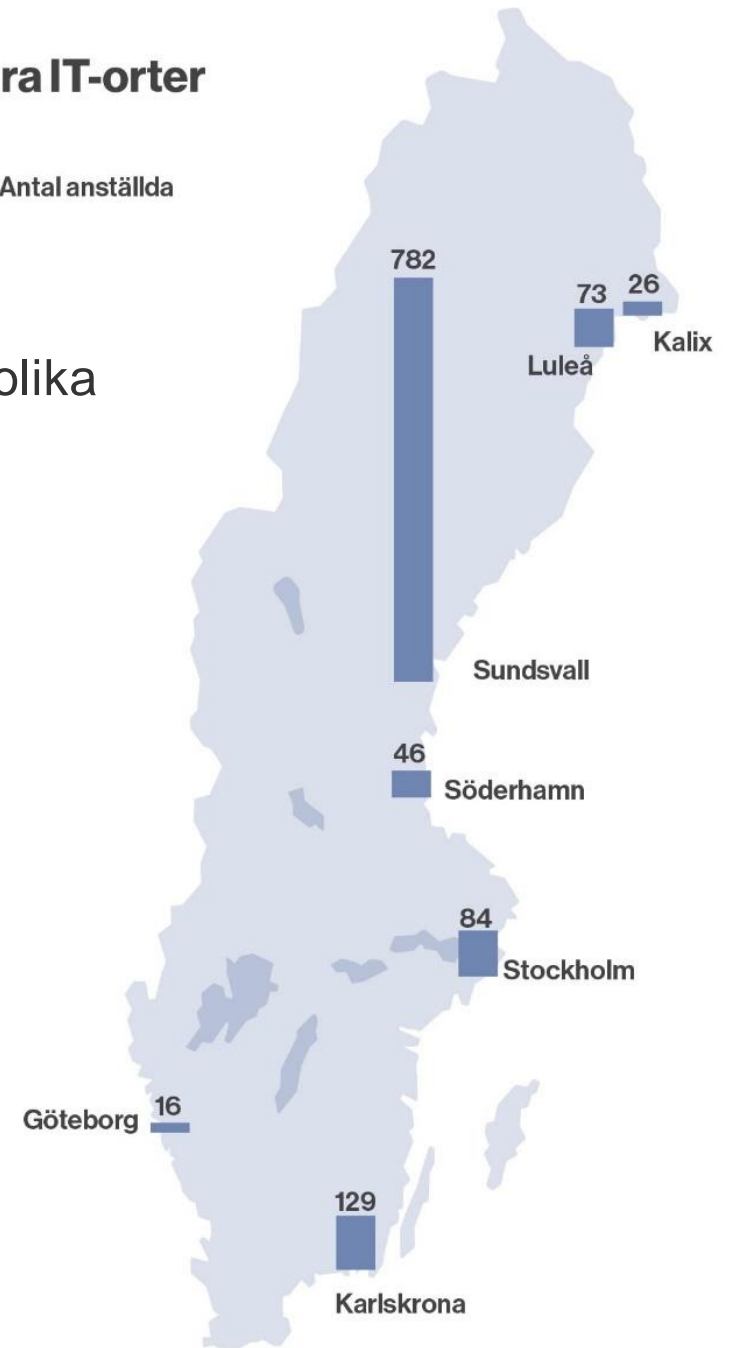 ra IT-orter
Antal anställda
782
73
26
Kalix
Luleå
olika
Sundsvall
46
Söderhamn
84
Stockholm
16
Göteborg
129
Karlskrona